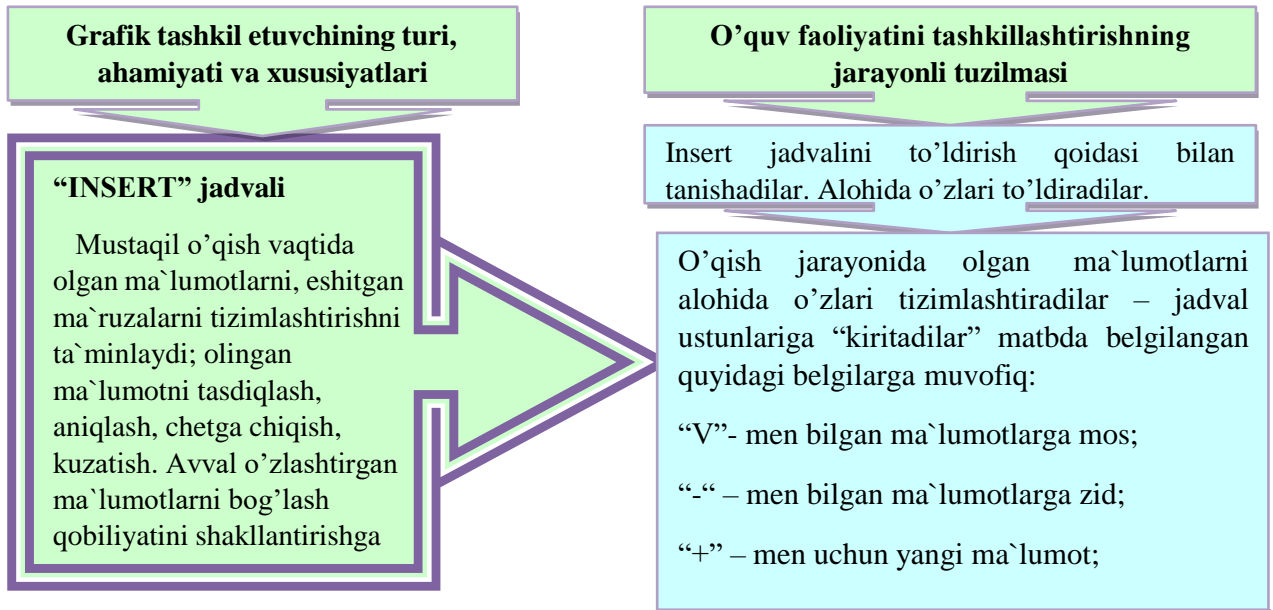 Grafik tashkil etuvchining turi,
ahamiyati va xususiyatlari
“INSERT” jadvali
Mustaqil o’qish vaqtida
olgan ma`lumotlarni, eshitgan
ma`ruzalarni tizimlashtirishni
ta`minlaydi; olingan
ma`lumotni tasdiqlash,
aniqlash, chetga chiqish,
kuzatish. Avval o’zlashtirgan
ma`lumotlarni bog’lash
qobiliyatini shakllantirishga
O’quv faoliyatini tashkillashtirishning
jarayonli tuzilmasi
Insert jadvalini to’ldirish qoidasi bilan
tanishadilar. Alohida o’zlari to’ldiradilar.
O’qish jarayonida olgan ma`lumotlarni
alohida o’zlari tizimlashtiradilar – jadval
ustunlariga “kiritadilar” matbda belgilangan
quyidagi belgilarga muvofiq:
“V”- men bilgan ma`lumotlarga mos;
“-“ – men bilgan ma`lumotlarga zid;
“+” – men uchun yangi ma`lumot;